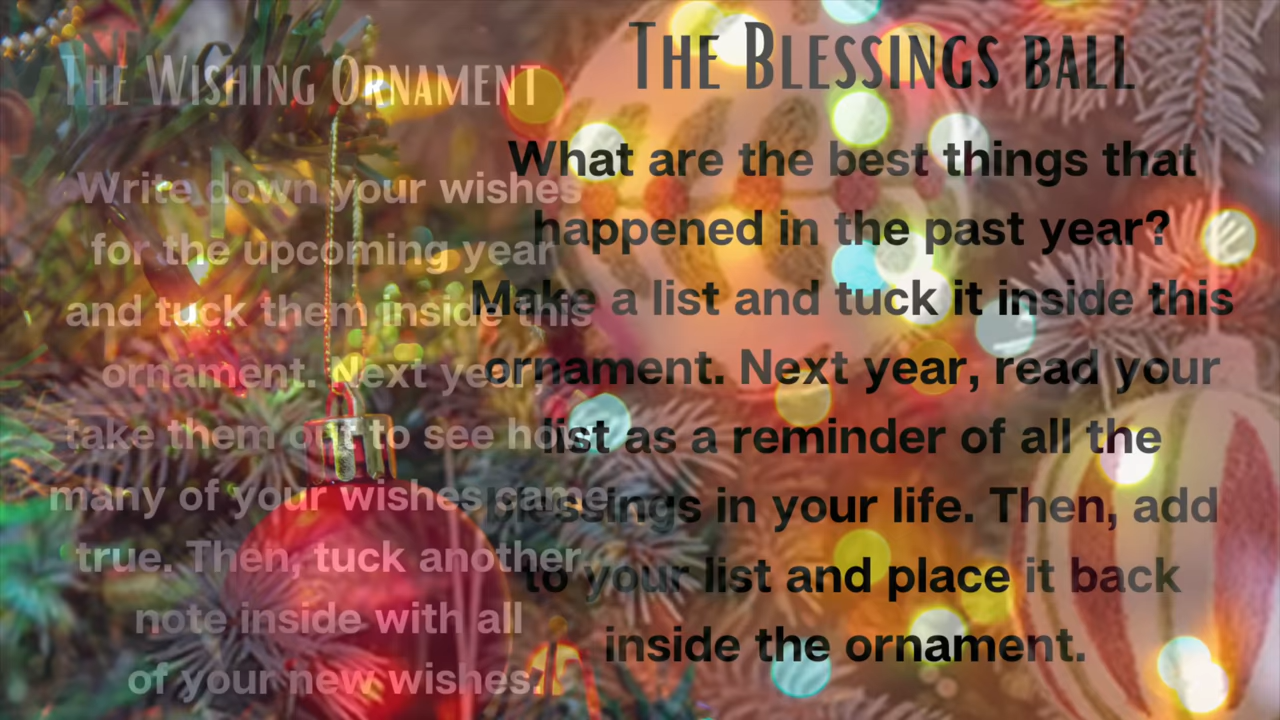 The Wishing Ornament
Write down your wishes
for the upcoming year
and tuck them inside this
ornament. Next year,
take them out to see how
many of your wishes came
true. Then, tuck another
note inside with all
of your new wishes.
The Blessings ball
What are the best things that
happened in the past year?
Make a list and tuck it inside this
ornament. Next year, read your
list as a reminder of all the
blessings in your life. Then, add
to your list and place it back
inside the ornament.